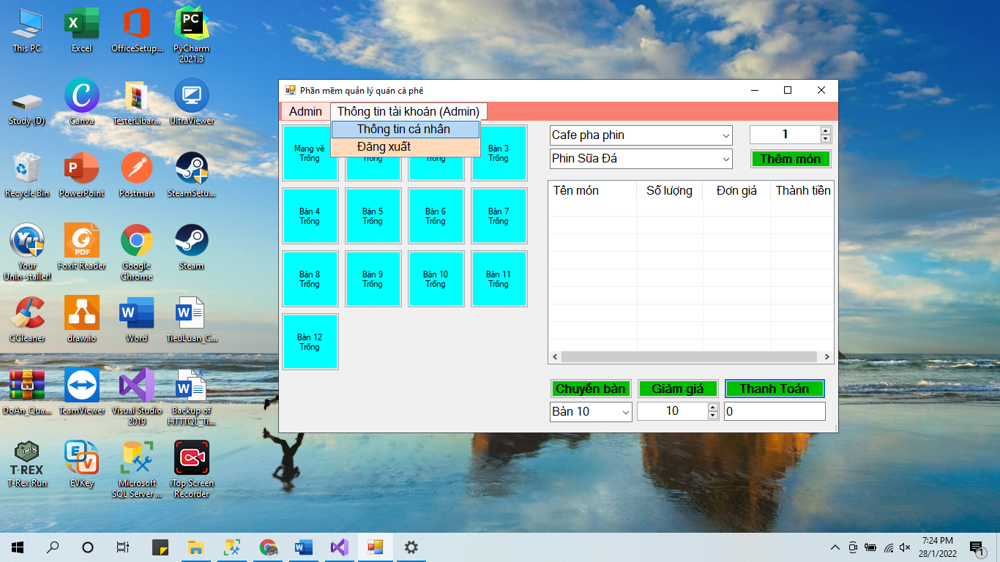 This PC
Excel
OfficeSetup...
PyCharm
2021.3
Study (D)
Canva
TesterLibar...
UltraViewer
Recycle Bin
PowerPoint
Postman
SteamSetu...
Your
Unin-staller!
Foxit Reader
Google
Chrome
Steam
CCleaner
draw.io
Word
TieuLuan_C...
DoAn_Qua...
TeamViewer
Visual Studio
2019
Backup of
HTTTQL_Ti...
T-REX
T-Rex Run
EVKey
Microsoft
SQL Server ...
iTop Screen
Recorder
Phần mềm quản lý quán cà phê
Admin
Thông tin tài khoản (Admin)
Thông tin cá nhân
Đăng xuất
Mang về
Trống
Trống
Trống
Bàn 3
Trống
Bàn 4
Trống
Bàn 5
Trống
Bàn 6
Trống
Bàn 7
Trống
Bàn 8
Trống
Bàn 9
Trống
Bàn 10
Trống
Bàn 11
Trống
Bàn 12
Trống
Cafe pha phin
1
Phin Sữa Đá
Thêm món
Tên món
Số lượng
Đơn giá
Thành tiền
Chuyển bàn
Giảm giá
Thanh Toán
Bàn 10
10
0
7:24 PM
28/1/2022
1